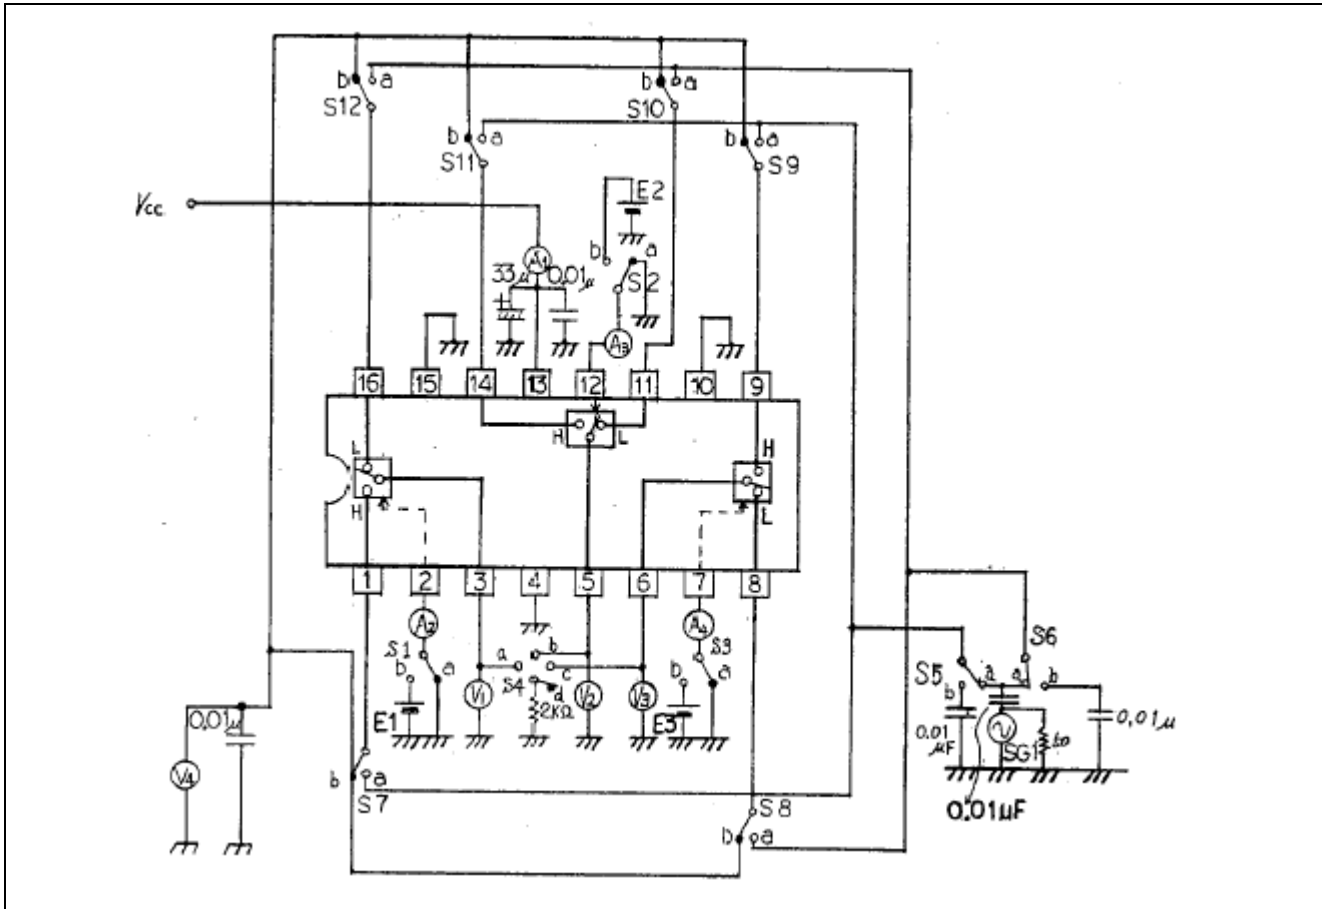 b a b a
S12 S10
b a b a
S11 S9
E2
Vcc
b a
A1
33μ 0.01μ
S2
A3
16 15 14 13 12 11 10 9
H L
L H
H L
1 2 3 4 5 6 7 8
A2 A4
S1 b S3 S6
a c
b a S4 d b a S5 a a b
V1 V2 V3 b
2kΩ 0.01μ
E1 E3 0.01μF SG1
0.01μ
V4
b a
S7
S8
0.01μF
b a